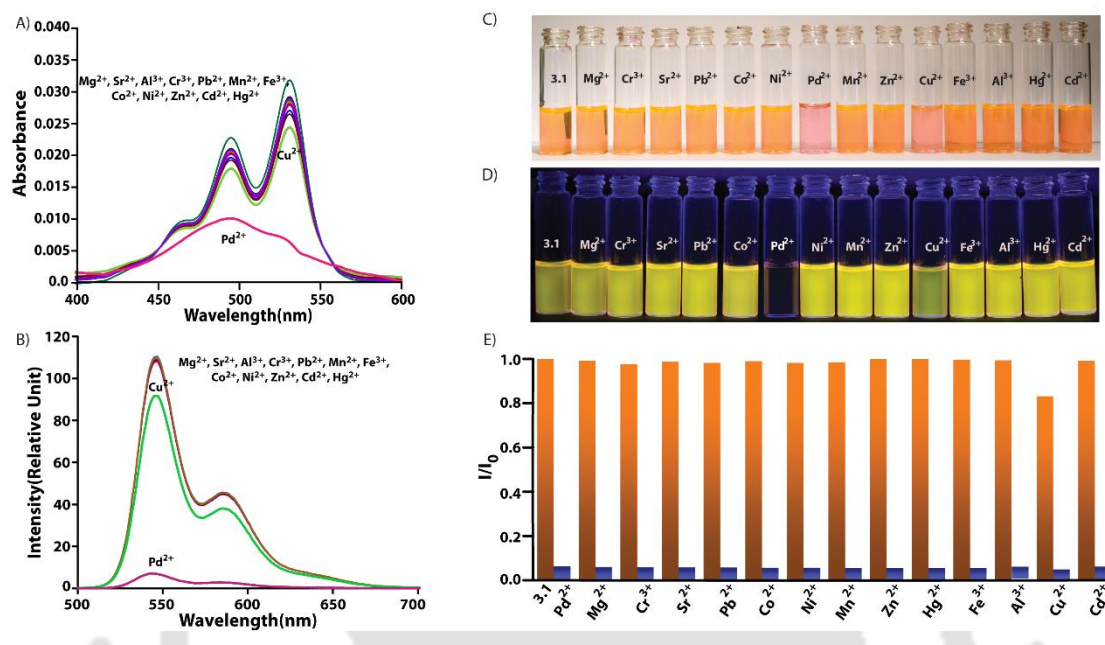 A)
Mg²⁺, Sr²⁺, Al³⁺, Cr³⁺, Pb²⁺, Mn²⁺, Fe³⁺,
Co²⁺, Ni²⁺, Zn²⁺, Cd²⁺, Hg²⁺
Cu²⁺
Pd²⁺
Absorbance
0.040
0.035
0.030
0.025
0.020
0.015
0.010
0.005
0.0
400 450 500 550 600
Wavelength(nm)
B)
Mg²⁺, Sr²⁺, Al³⁺, Cr³⁺, Pb²⁺, Mn²⁺, Fe³⁺,
Co²⁺, Ni²⁺, Zn²⁺, Cd²⁺, Hg²⁺
Cu²⁺
Pd²⁺
Intensity(Relative Unit)
120
100
80
60
40
20
0
500 550 600 700
Wavelength(nm)
C)
3.1 Mg²⁺ Cr³⁺ Sr²⁺ Pb²⁺ Co²⁺ Ni²⁺ Pd²⁺ Mn²⁺ Zn²⁺ Cu²⁺ Fe³⁺ Al³⁺ Hg²⁺ Cd²⁺
D)
3.1 Mg²⁺ Cr³⁺ Sr²⁺ Pb²⁺ Co²⁺ Pd²⁺ Ni²⁺ Mn²⁺ Zn²⁺ Cu²⁺ Fe³⁺ Al³⁺ Hg²⁺ Cd²⁺
E)
I/I₀
1.0
0.8
0.6
0.4
0.2
0.0
3.1 Pd²⁺ Mg²⁺ Cr³⁺ Sr²⁺ Pb²⁺ Co²⁺ Ni²⁺ Mn²⁺ Zn²⁺ Hg²⁺ Fe³⁺ Al³⁺ Cu²⁺ Cd²⁺